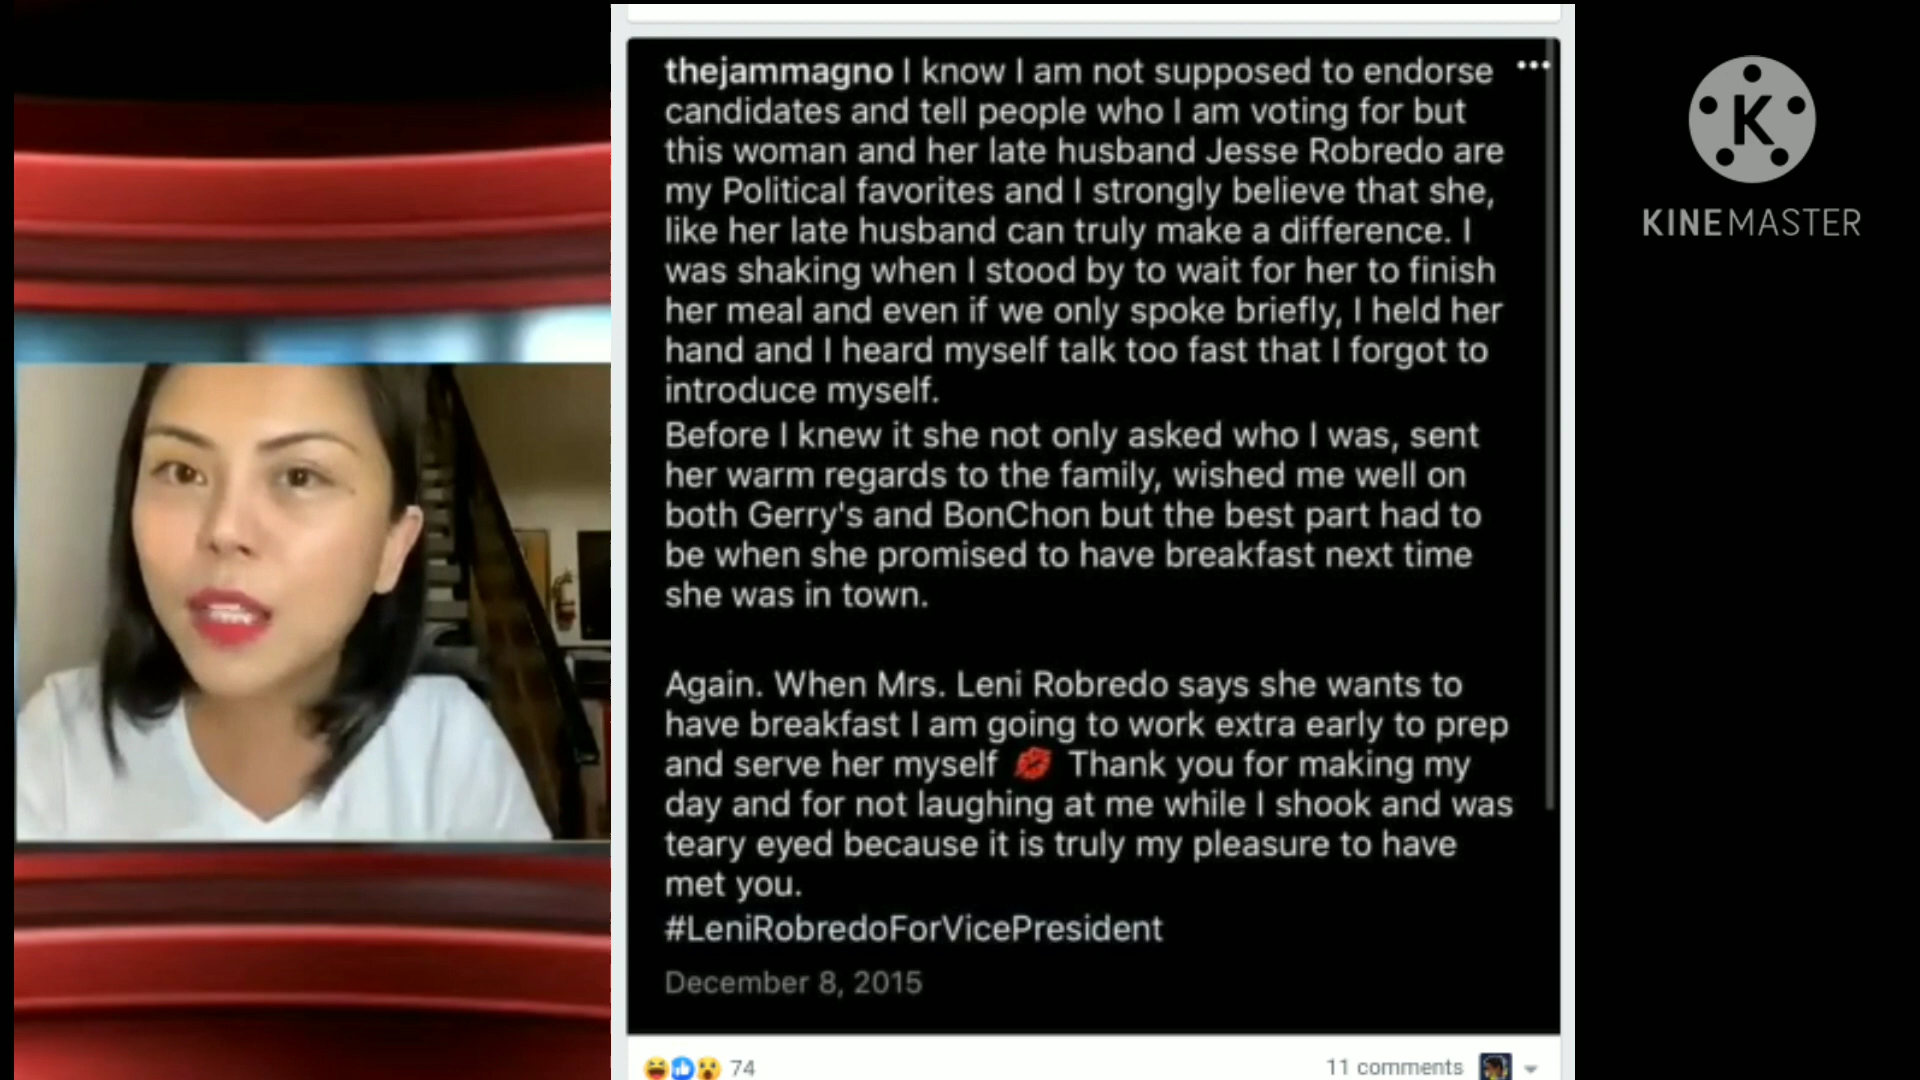 thejammagno I know I am not supposed to endorse
candidates and tell people who I am voting for but
this woman and her late husband Jesse Robredo are
my Political favorites and I strongly believe that she,
like her late husband can truly make a difference. I
was shaking when I stood by to wait for her to finish
her meal and even if we only spoke briefly, I held her
hand and I heard myself talk too fast that I forgot to
introduce myself.
Before I knew it she not only asked who I was, sent
her warm regards to the family, wished me well on
both Gerry's and BonChon but the best part had to
be when she promised to have breakfast next time
she was in town.
Again. When Mrs. Leni Robredo says she wants to
have breakfast I am going to work extra early to prep
and serve her myself 💋 Thank you for making my
day and for not laughing at me while I shook and was
teary eyed because it is truly my pleasure to have
met you.
#LeniRobredoForVicePresident
December 8, 2015
74
11 comments
K
KINEMASTER